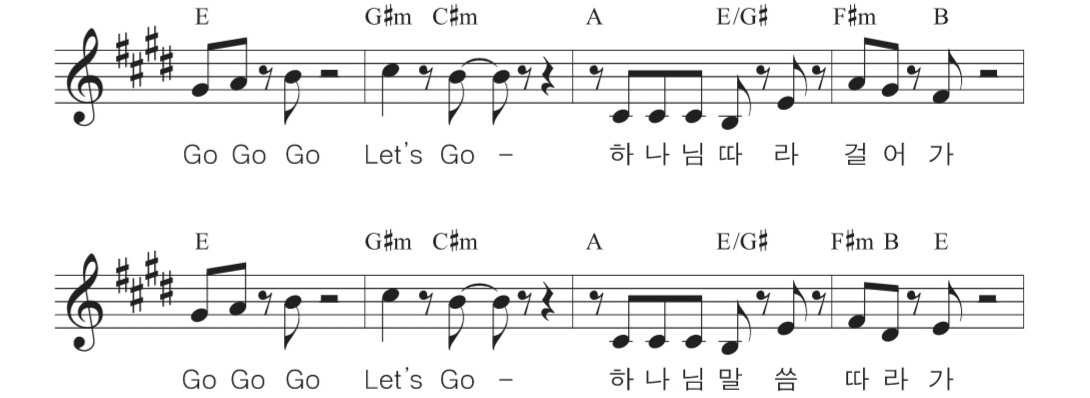 E G♯m C♯m A E/G♯ F♯m B
Go Go Go Let's Go – 하 나 님 따 라 걸 어 가
E G♯m C♯m A E/G♯ F♯m B E
Go Go Go Let's Go – 하 나 님 말 씀 따 라 가